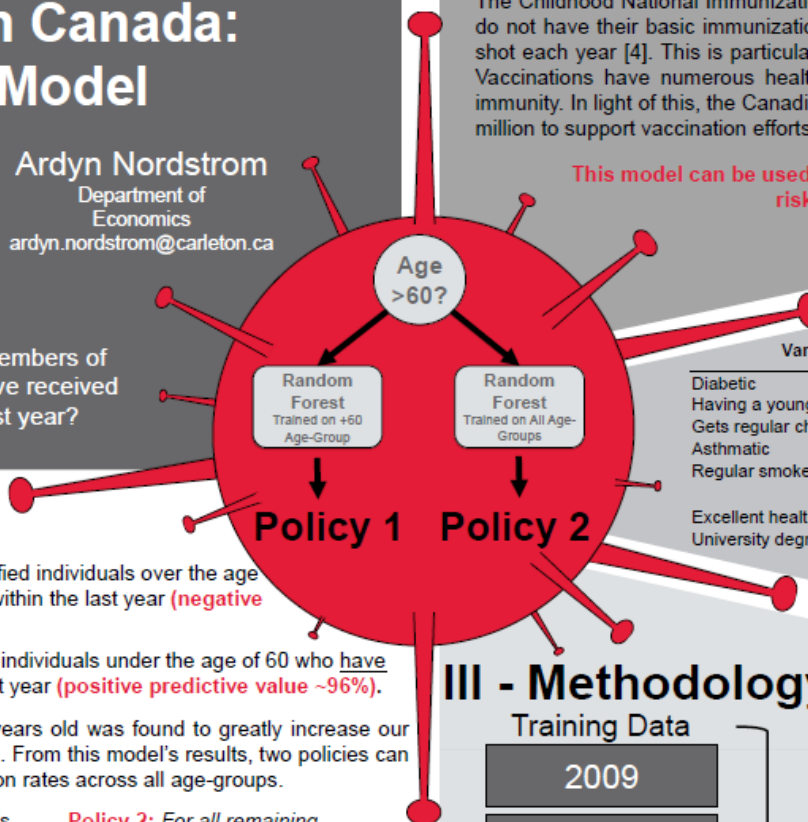 n Canada:
Model
Ardyn Nordstrom
Department of
Economics
ardyn.nordstrom@carleton.ca
embers of
ve received
st year?
The Childhood National Immunizati
do not have their basic immunizatio
shot each year [4]. This is particula
Vaccinations have numerous healt
immunity. In light of this, the Canadi
million to support vaccination efforts
This model can be used
risk
Age
>60?
Random
Forest
Trained on +60
Age-Group
Random
Forest
Trained on All Age-
Groups
Policy 1
Policy 2
Var
Diabetic
Having a young
Gets regular ch
Asthmatic
Regular smoke
Excellent healt
University degr
fied individuals over the age
within the last year (negative
individuals under the age of 60 who have
t year (positive predictive value ~96%).
years old was found to greatly increase our
. From this model's results, two policies can
on rates across all age-groups.
s
Policy 2: For all remaining
III - Methodology
Training Data
2009